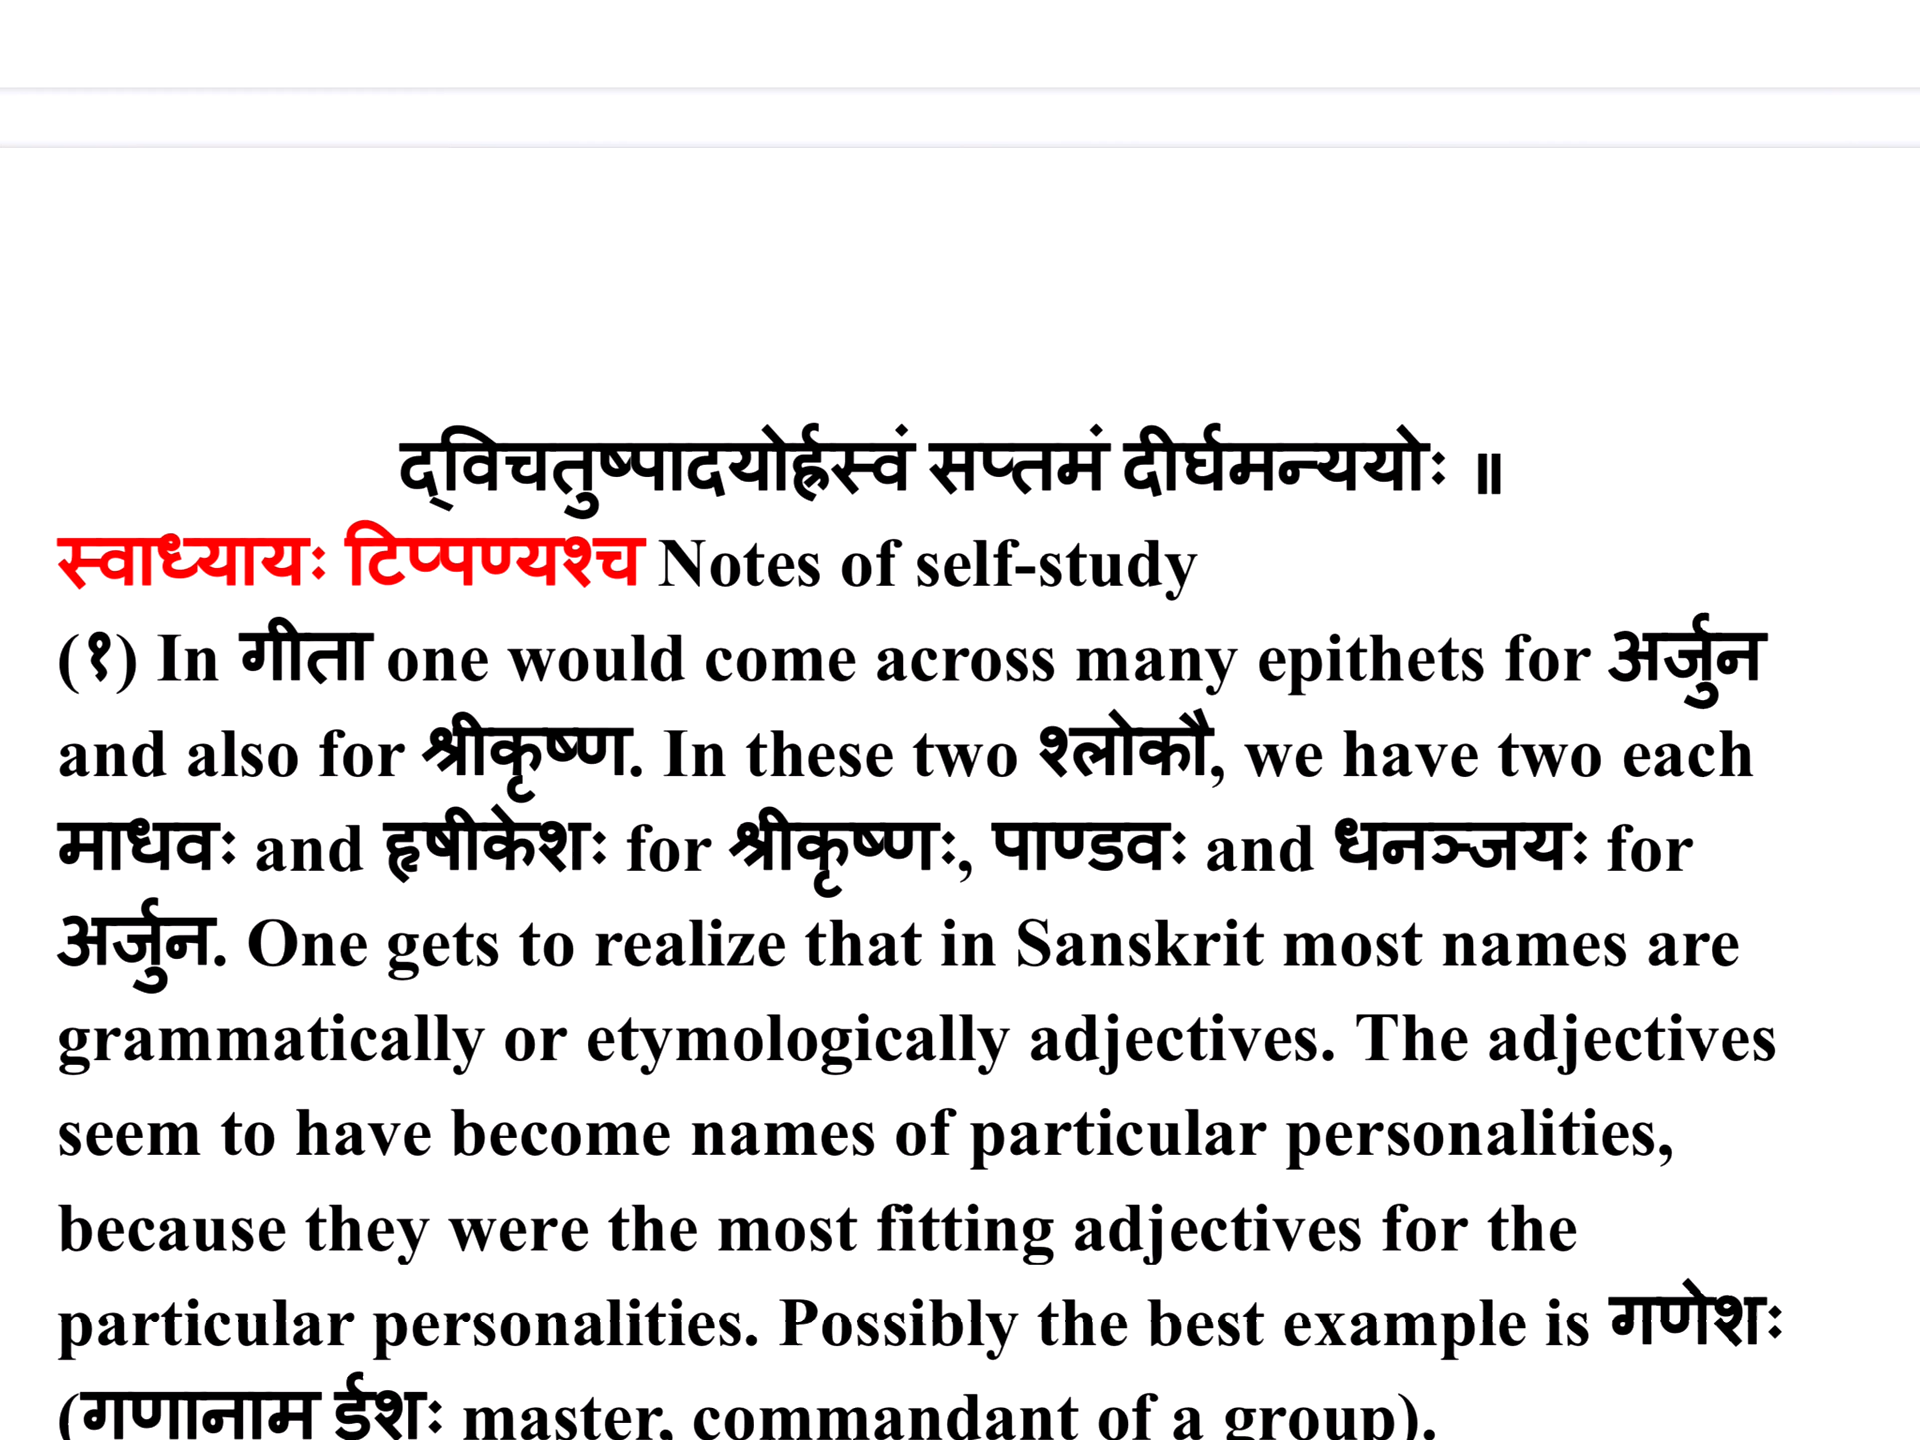 द्विचतुष्पादयोर्ह्रस्वं सप्तमं दीर्घमन्ययोः ॥
स्वाध्यायः टिप्पण्यश्च Notes of self-study
(१) In गीता one would come across many epithets for अर्जुन
and also for श्रीकृष्ण. In these two श्लोकौ, we have two each
माधवः and हृषीकेशः for श्रीकृष्णः, पाण्डवः and धनञ्जयः for
अर्जुन. One gets to realize that in Sanskrit most names are
grammatically or etymologically adjectives. The adjectives
seem to have become names of particular personalities,
because they were the most fitting adjectives for the
particular personalities. Possibly the best example is गणेशः
(गणानाम ईशः master, commandant of a group).